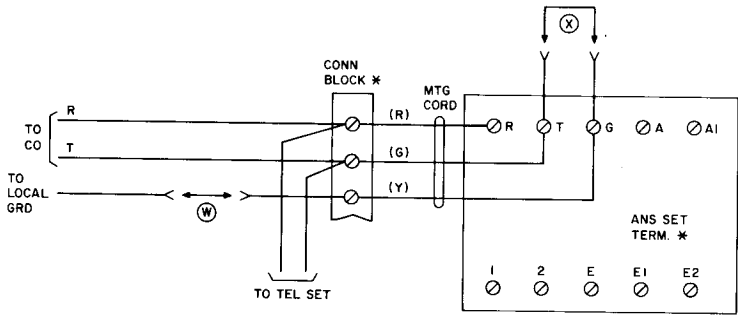 X
CONN
BLOCK *
MTG
CORD
R
(R)
R T G A A1
TO
CO
T
(G)
TO
LOCAL
GRD
W
(Y)
ANS SET
TERM. *
1 2 E E1 E2
TO TEL SET